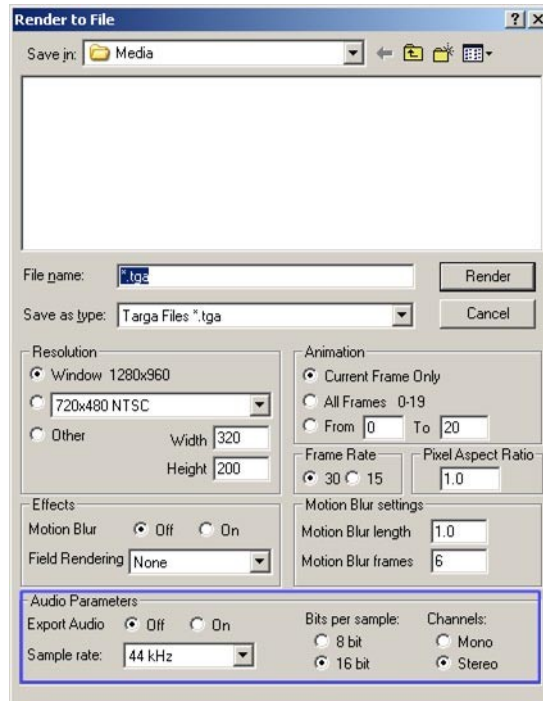 Render to File
Save in: Media
File name: *.tga
Render
Save as type: Targa Files *.tga
Cancel
Resolution
Window 1280x960
720x480 NTSC
Other
Width 320
Height 200
Animation
Current Frame Only
All Frames 0-19
From 0 To 20
Frame Rate
30 15
Pixel Aspect Ratio
1.0
Effects
Motion Blur Off On
Field Rendering None
Motion Blur settings
Motion Blur length 1.0
Motion Blur frames 6
Audio Parameters
Export Audio Off On
Sample rate: 44 kHz
Bits per sample:
8 bit
16 bit
Channels:
Mono
Stereo